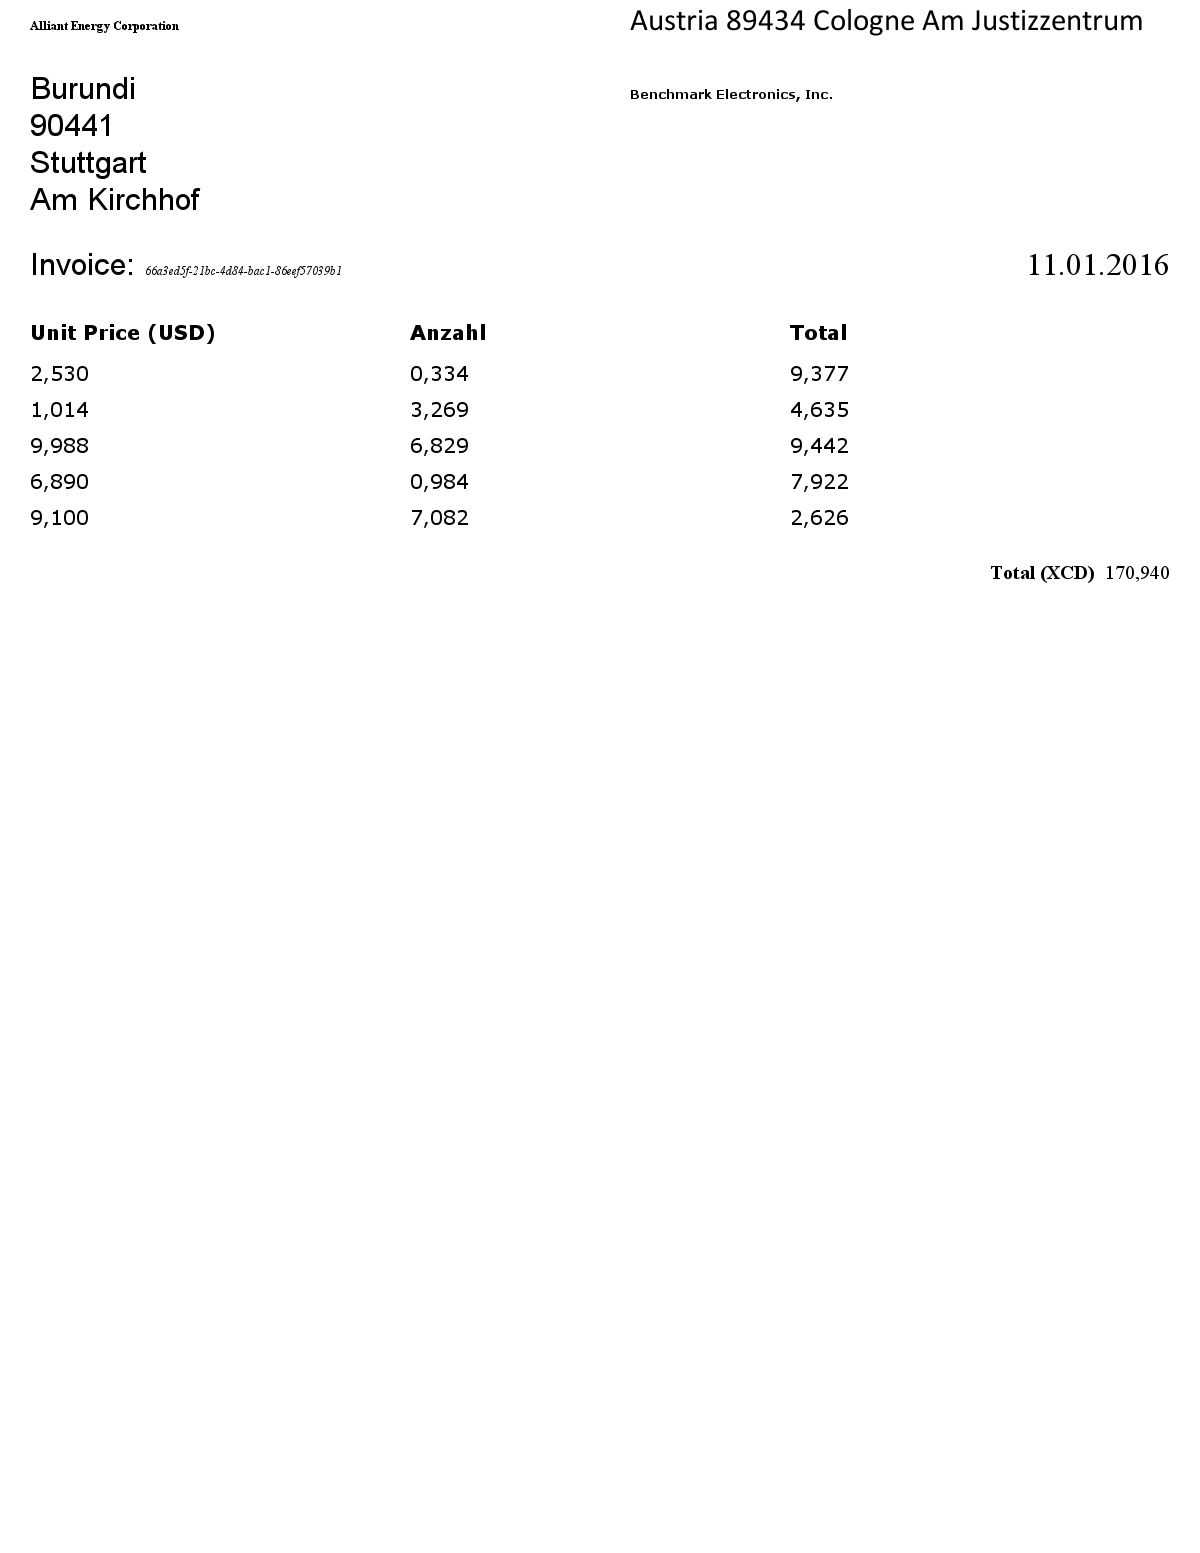 Alliant Energy Corporation
Austria 89434 Cologne Am Justizzentrum
Burundi
90441
Stuttgart
Am Kirchhof
Benchmark Electronics, Inc.
Invoice: 66a3ed5f-21bc-4d84-bac1-86eef57039b1 11.01.2016
Unit Price (USD) Anzahl Total
2,530 0,334 9,377
1,014 3,269 4,635
9,988 6,829 9,442
6,890 0,984 7,922
9,100 7,082 2,626
Total (XCD) 170,940